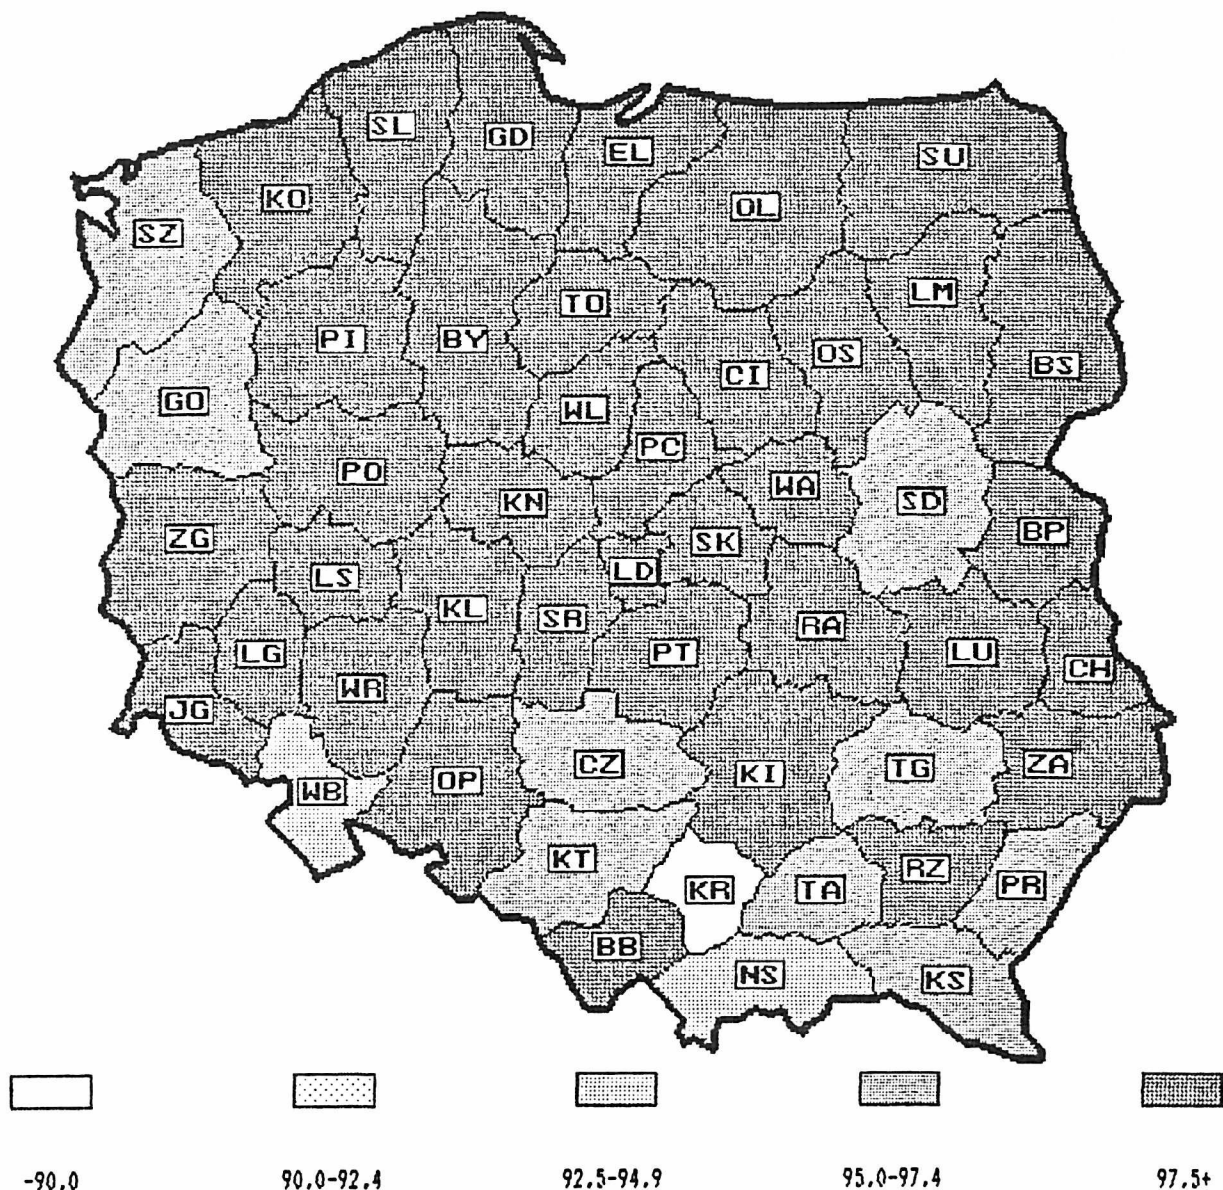 SL
GD
EL
SU
KO
OL
SZ
LM
TO
PI
BY
OS
BS
CI
GO
WL
PC
PO
WA
KN
SD
BP
ZG
SK
LS
LD
KL
SR
RA
LG
PT
LU
CH
WR
JG
CZ
TG
ZA
KI
OP
WB
KT
RZ
KR
TA
PR
BB
NS
KS
-90.0 90.0-92.4 92.5-94.9 95.0-97.4 97.5+